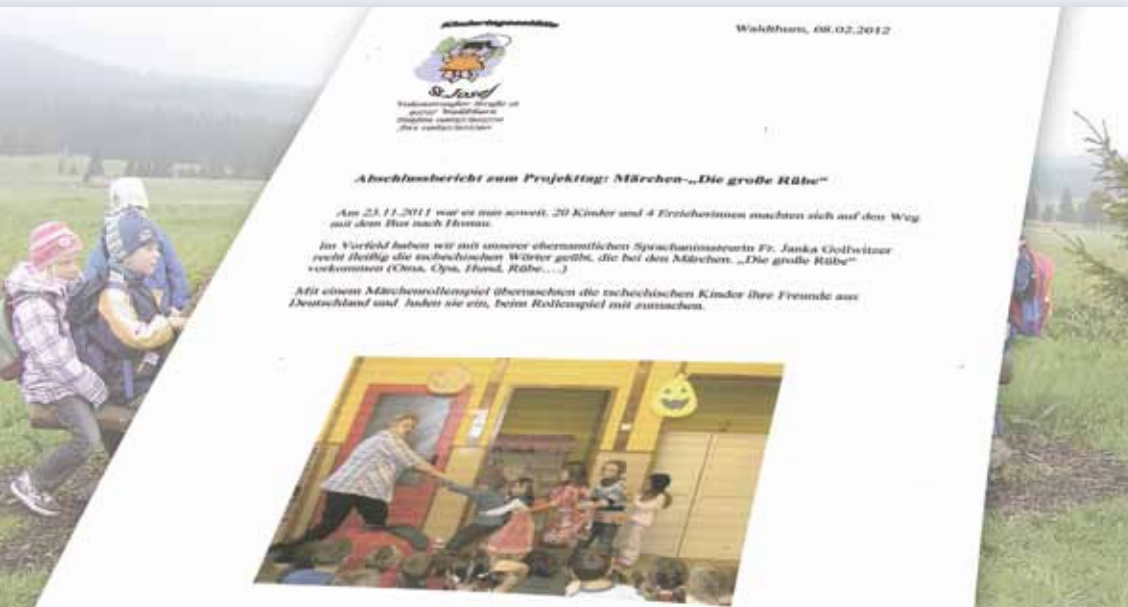 Waldthurn, 08.02.2012
St. Josef
Abschlussbericht zum Projekttag: Märchen-„Die große Rübe“
Am 23.11.2011 war es nun soweit. 20 Kinder und 4 Erzieherinnen machten sich auf den Weg
mit dem Bus nach
Im Vorfeld haben wir mit unserer ehernamtlichen Sprachanimateurin Fr. Janka Gollwitzer
recht fleißig die tschechischen Wörter geübt, die bei den Märchen. „Die große Rübe“
vorkommen (Oma, Opa, Hund, Rübe….)
Mit einem Märchenrollenspiel überraschten die tschechischen Kinder ihre Freunde aus
Deutschland und luden sie ein, beim Rollenspiel mit zumachen.